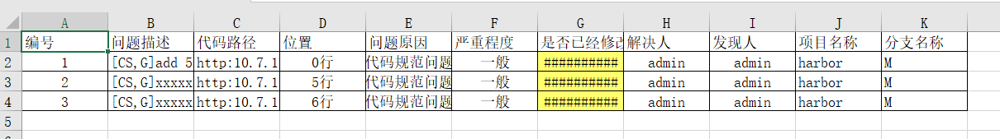 A B C D E F G H I J K
1 编号 问题描述 代码路径 位置 问题原因 严重程度 是否已经修改 解决人 发现人 项目名称 分支名称
2 1 [CS,G]add 5 http:10.7.1 0行 代码规范问题 一般 ########## admin admin harbor M
3 2 [CS,G]xxxxx http:10.7.1 5行 代码规范问题 一般 ########## admin admin harbor M
4 3 [CS,G]xxxxx http:10.7.1 6行 代码规范问题 一般 ########## admin admin harbor M
5